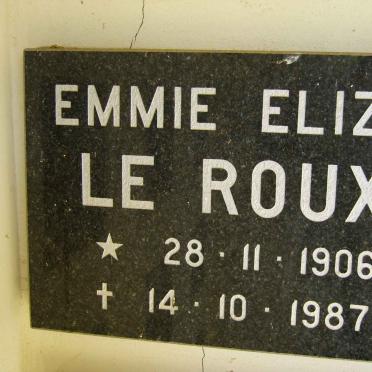 EMMIE ELIZ
LE ROUX
★ 28 · 11 · 1906
✝ 14 · 10 · 1987